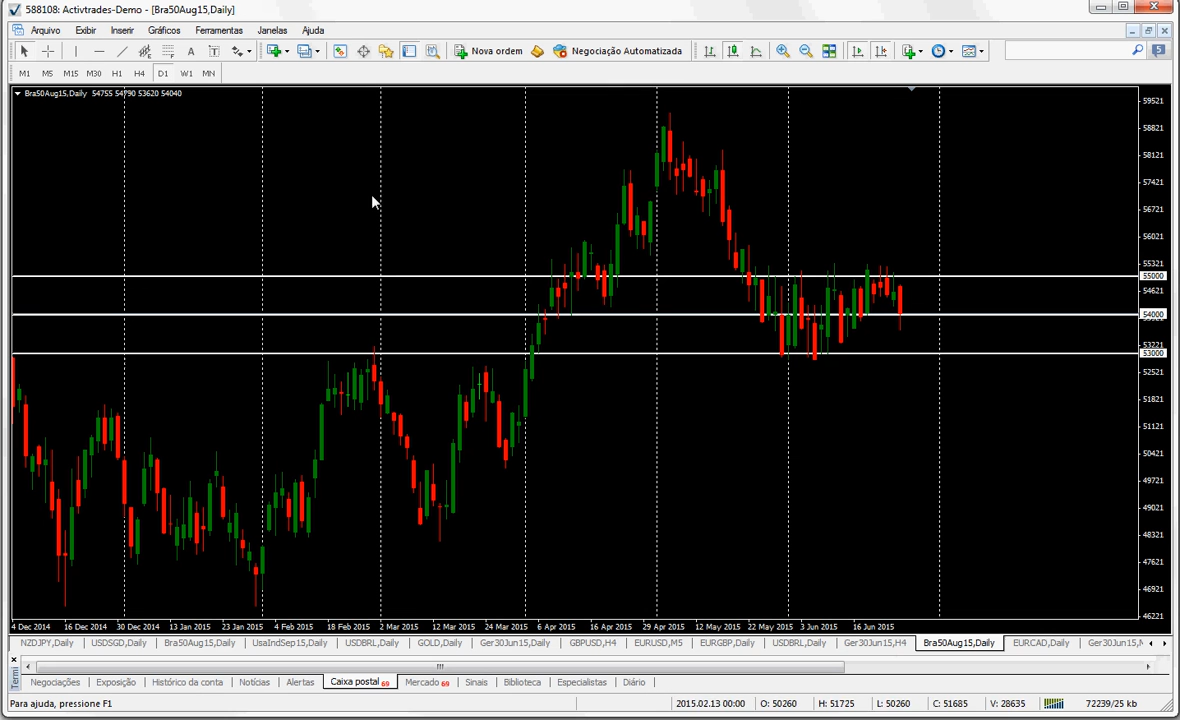 588108: Activtrades-Demo - [Bra50Aug15,Daily]
Arquivo Exibir Inserir Gráficos Ferramentas Janelas Ajuda
A T Nova ordem Negociação Automatizada 5
M1 M5 M15 M30 H1 H4 D1 W1 MN
Bra50Aug15,Daily 54755 54790 53620 54040
59521
58821
58121
57421
56721
56021
55321
55000
54621
54000
53221
53000
52521
51821
51121
50421
49721
49021
48321
47621
46921
46221
4 Dec 2014 16 Dec 2014 30 Dec 2014 13 Jan 2015 23 Jan 2015 4 Feb 2015 18 Feb 2015 2 Mar 2015 12 Mar 2015 24 Mar 2015 6 Apr 2015 16 Apr 2015 29 Apr 2015 12 May 2015 22 May 2015 3 Jun 2015 16 Jun 2015
NZDJPY,Daily USDSGD,Daily Bra50Aug15,Daily UsaIndSep15,Daily USDBRL,Daily GOLD,Daily Ger30Jun15,Daily GBPUSD,H4 EURUSD,M5 EURGBP,Daily USDBRL,Daily Ger30Jun15,H4 Bra50Aug15,Daily EURCAD,Daily Ger30Jun15,M
Termi
Negociações Exposição Histórico da conta Notícias Alertas Caixa postal 69 Mercado 69 Sinais Biblioteca Especialistas Diário
Para ajuda, pressione F1 2015.02.13 00:00 O: 50260 H: 51725 L: 50260 C: 51685 V: 28635 72239/25 kb